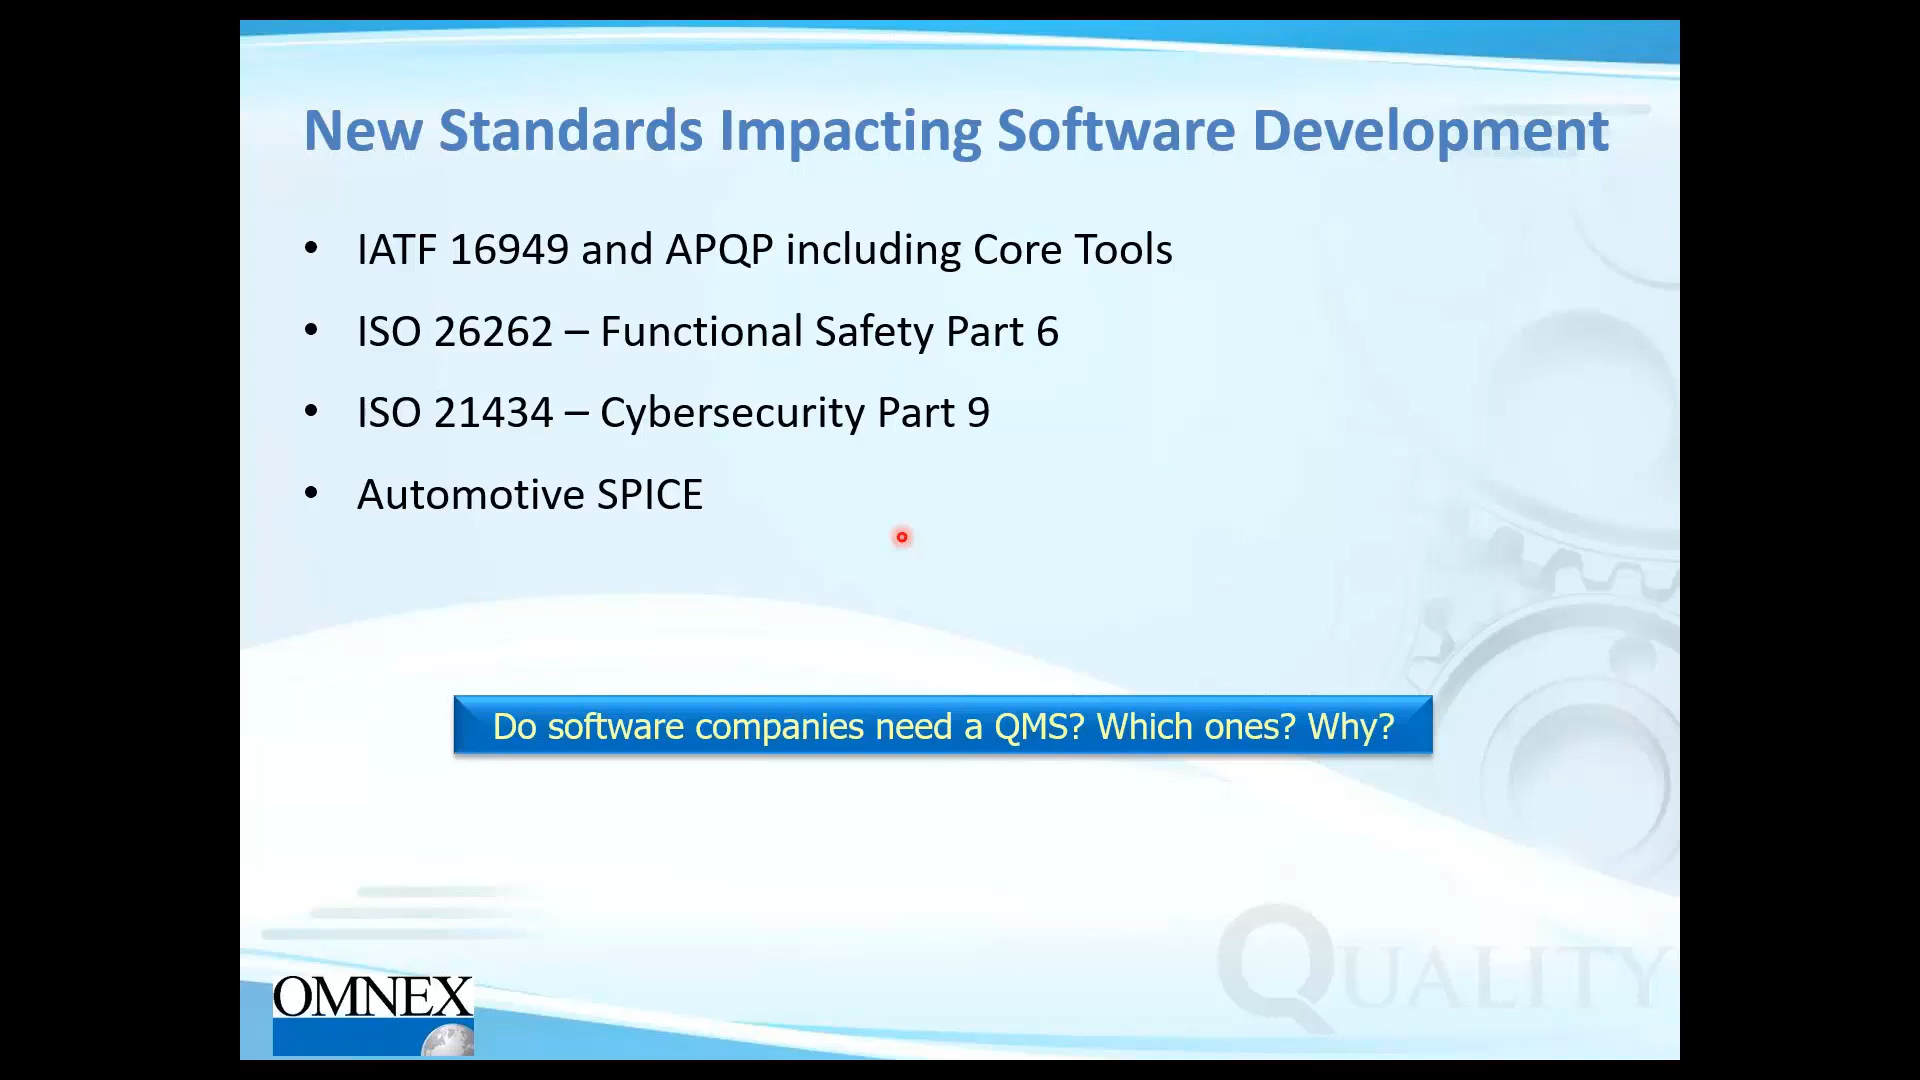 New Standards Impacting Software Development
• IATF 16949 and APQP including Core Tools
• ISO 26262 – Functional Safety Part 6
• ISO 21434 – Cybersecurity Part 9
• Automotive SPICE
Do software companies need a QMS? Which ones? Why?
QUALITY
OMNEX